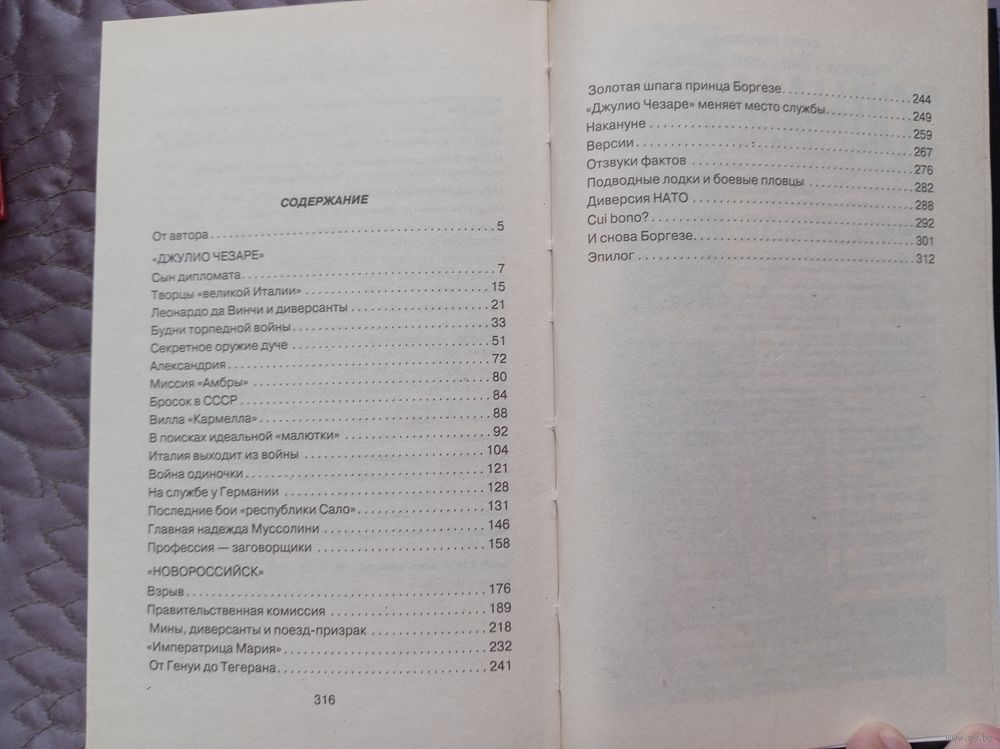 СОДЕРЖАНИЕ
От автора 5
«ДЖУЛИО ЧЕЗАРЕ»
Сын дипломата 7
Творцы «великой Италии» 15
Леонардо да Винчи и диверсанты 21
Будни торпедной войны 33
Секретное оружие дуче 51
Александрия 72
Миссия «Амбры» 80
Бросок в СССР 84
Вилла «Кармелла» 88
В поисках идеальной «малютки» 92
Италия выходит из войны 104
Война одиночки 121
На службе у Германии 128
Последние бои «республики Сало» 131
Главная надежда Муссолини 146
Профессия — заговорщики 158
«НОВОРОССИЙСК»
Взрыв 176
Правительственная комиссия 189
Мины, диверсанты и поезд-призрак 218
«Императрица Мария» 232
От Генуи до Тегерана 241
316
Золотая шпага принца Боргезе 244
«Джулио Чезаре» меняет место службы 249
Накануне 259
Версии 267
Отзвуки фактов 276
Подводные лодки и боевые пловцы 282
Диверсия НАТО 288
Cui bono? 292
И снова Боргезе 301
Эпилог 312
www.ay.by